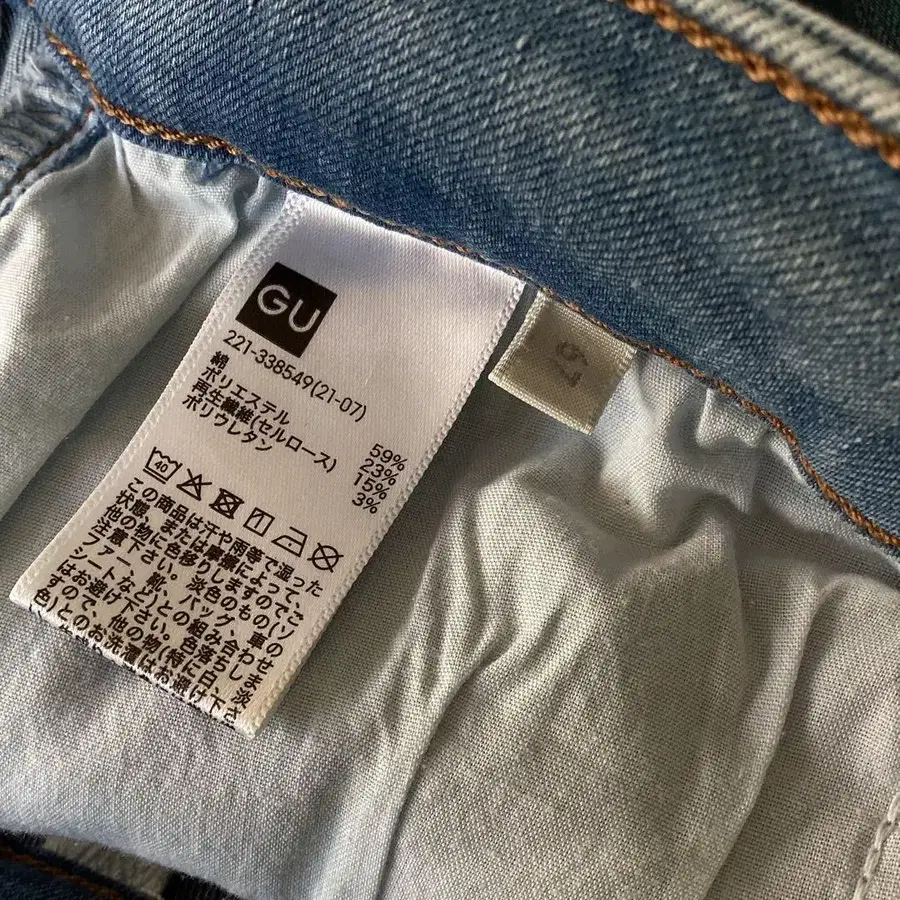 GU
221-338549(21-07)
綿 59%
ポリエステル 23%
再生繊維(セルロース) 15%
ポリウレタン 3%
40
この商品は汗や雨等で湿った
状態、または摩擦によって、
他の物に色移りしますのでご
注意下さい。淡色のもの(ソ
ファー、靴、バッグ、車の
シートなど)との組み合わせ
はお避け下さい。色落ちしま
すので、他の物(特に白、淡
色)とのお洗濯はお避け下さ